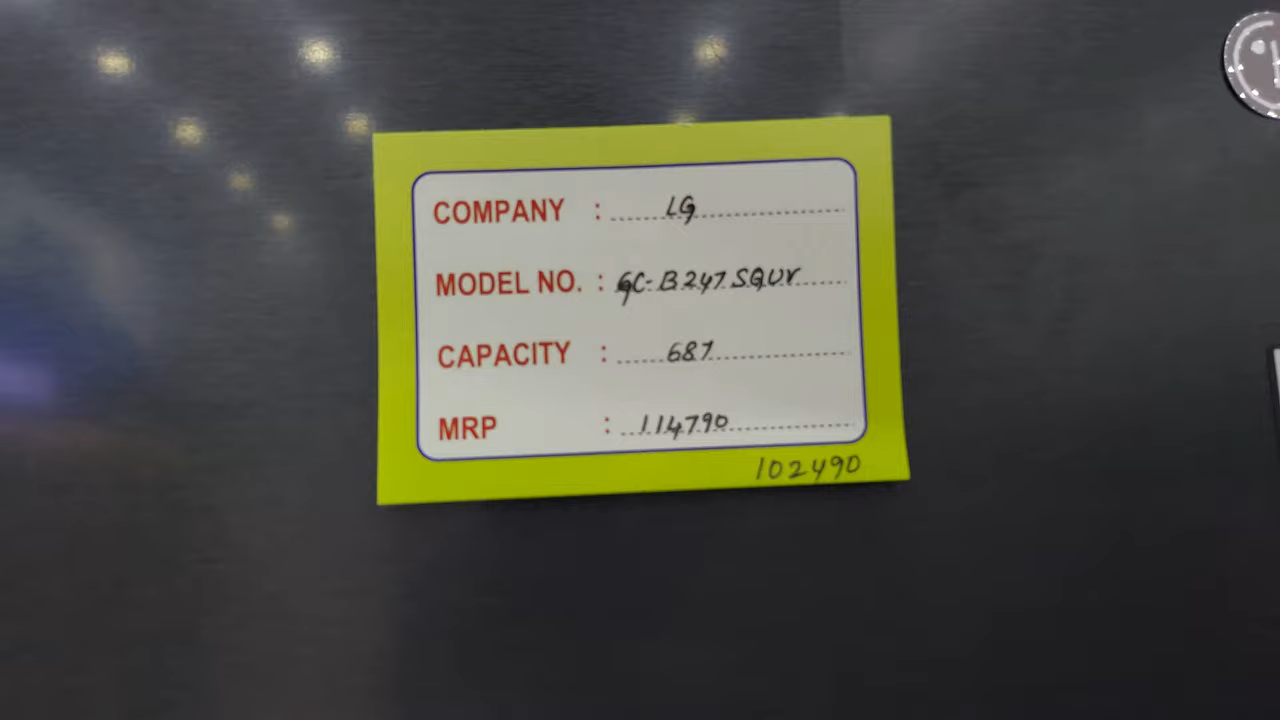 COMPANY : LG
MODEL NO. : GC-B247SQUV
CAPACITY : 687
MRP : 114790
102490